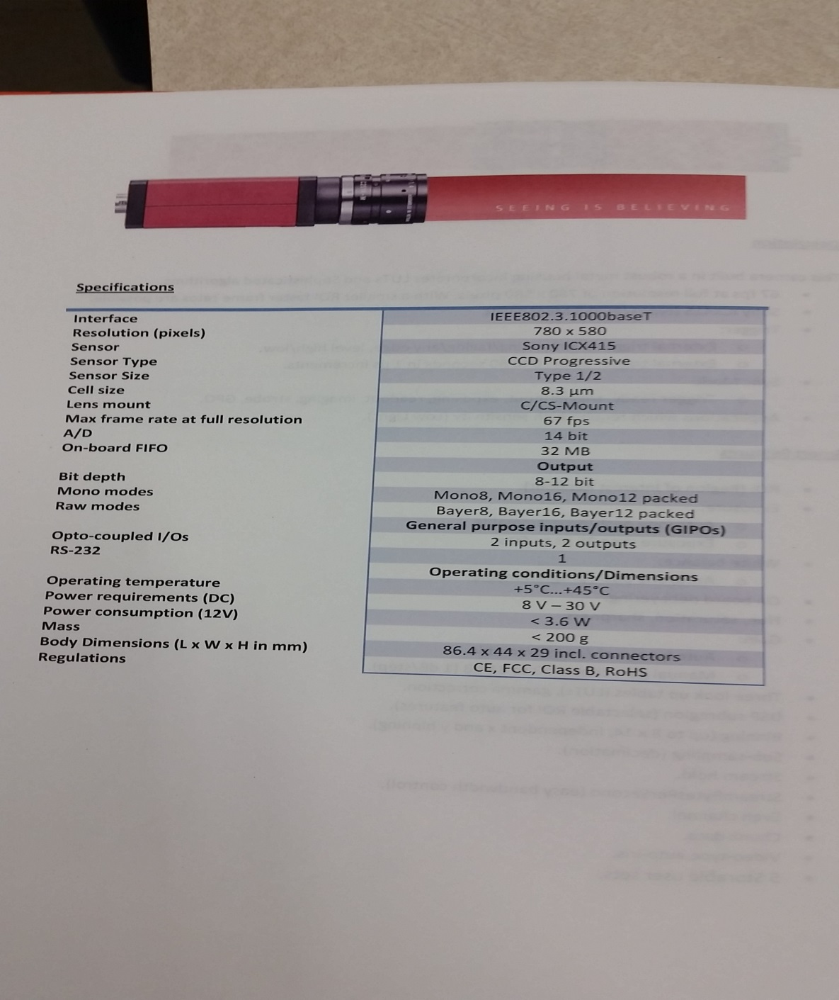 SEEING IS BELIEVING
Specifications
Interface IEEE802.3.1000baseT
Resolution (pixels) 780 x 580
Sensor Sony ICX415
Sensor Type CCD Progressive
Sensor Size Type 1/2
Cell size 8.3 µm
Lens mount C/CS-Mount
Max frame rate at full resolution 67 fps
A/D 14 bit
On-board FIFO 32 MB
Output
Bit depth 8-12 bit
Mono modes Mono8, Mono16, Mono12 packed
Raw modes Bayer8, Bayer16, Bayer12 packed
General purpose inputs/outputs (GIPOs)
Opto-coupled I/Os 2 inputs, 2 outputs
RS-232 1
Operating conditions/Dimensions
Operating temperature +5°C...+45°C
Power requirements (DC) 8 V – 30 V
Power consumption (12V) < 3.6 W
Mass < 200 g
Body Dimensions (L x W x H in mm) 86.4 x 44 x 29 incl. connectors
Regulations CE, FCC, Class B, RoHS